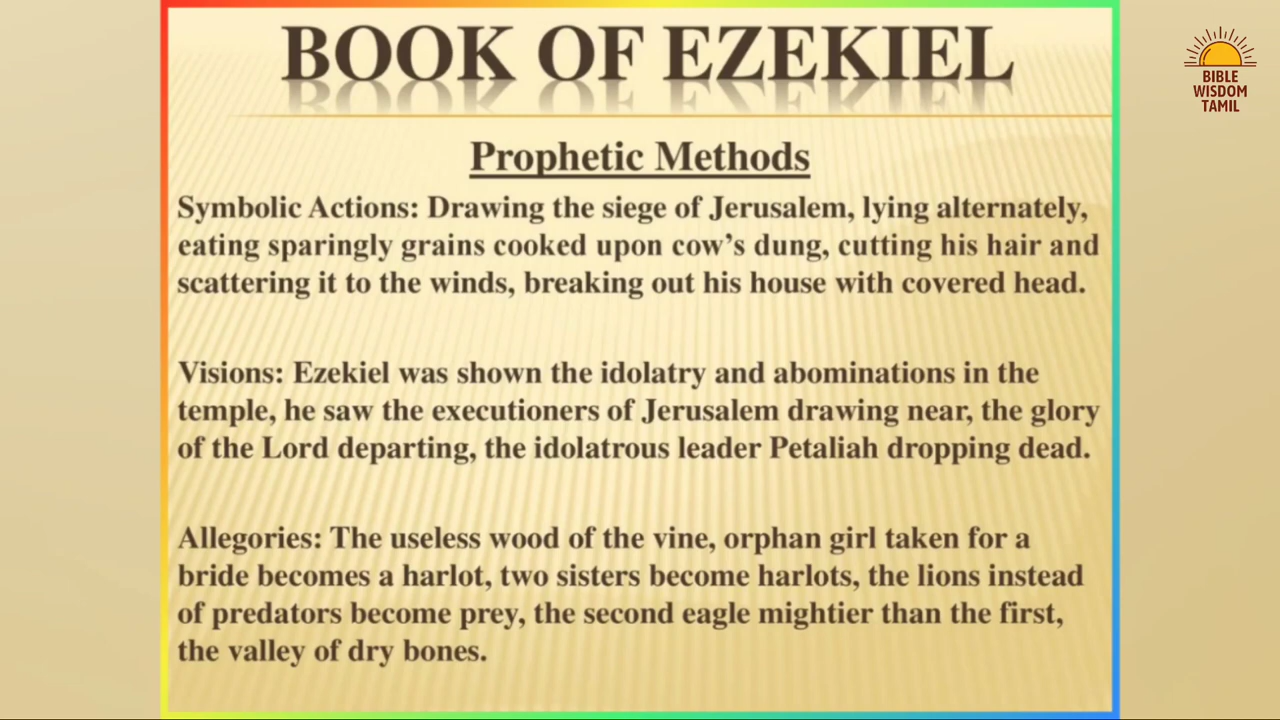 BOOK OF EZEKIEL
BIBLE
WISDOM
TAMIL
Prophetic Methods
Symbolic Actions: Drawing the siege of Jerusalem, lying alternately,
eating sparingly grains cooked upon cow’s dung, cutting his hair and
scattering it to the winds, breaking out his house with covered head.
Visions: Ezekiel was shown the idolatry and abominations in the
temple, he saw the executioners of Jerusalem drawing near, the glory
of the Lord departing, the idolatrous leader Petaliah dropping dead.
Allegories: The useless wood of the vine, orphan girl taken for a
bride becomes a harlot, two sisters become harlots, the lions instead
of predators become prey, the second eagle mightier than the first,
the valley of dry bones.